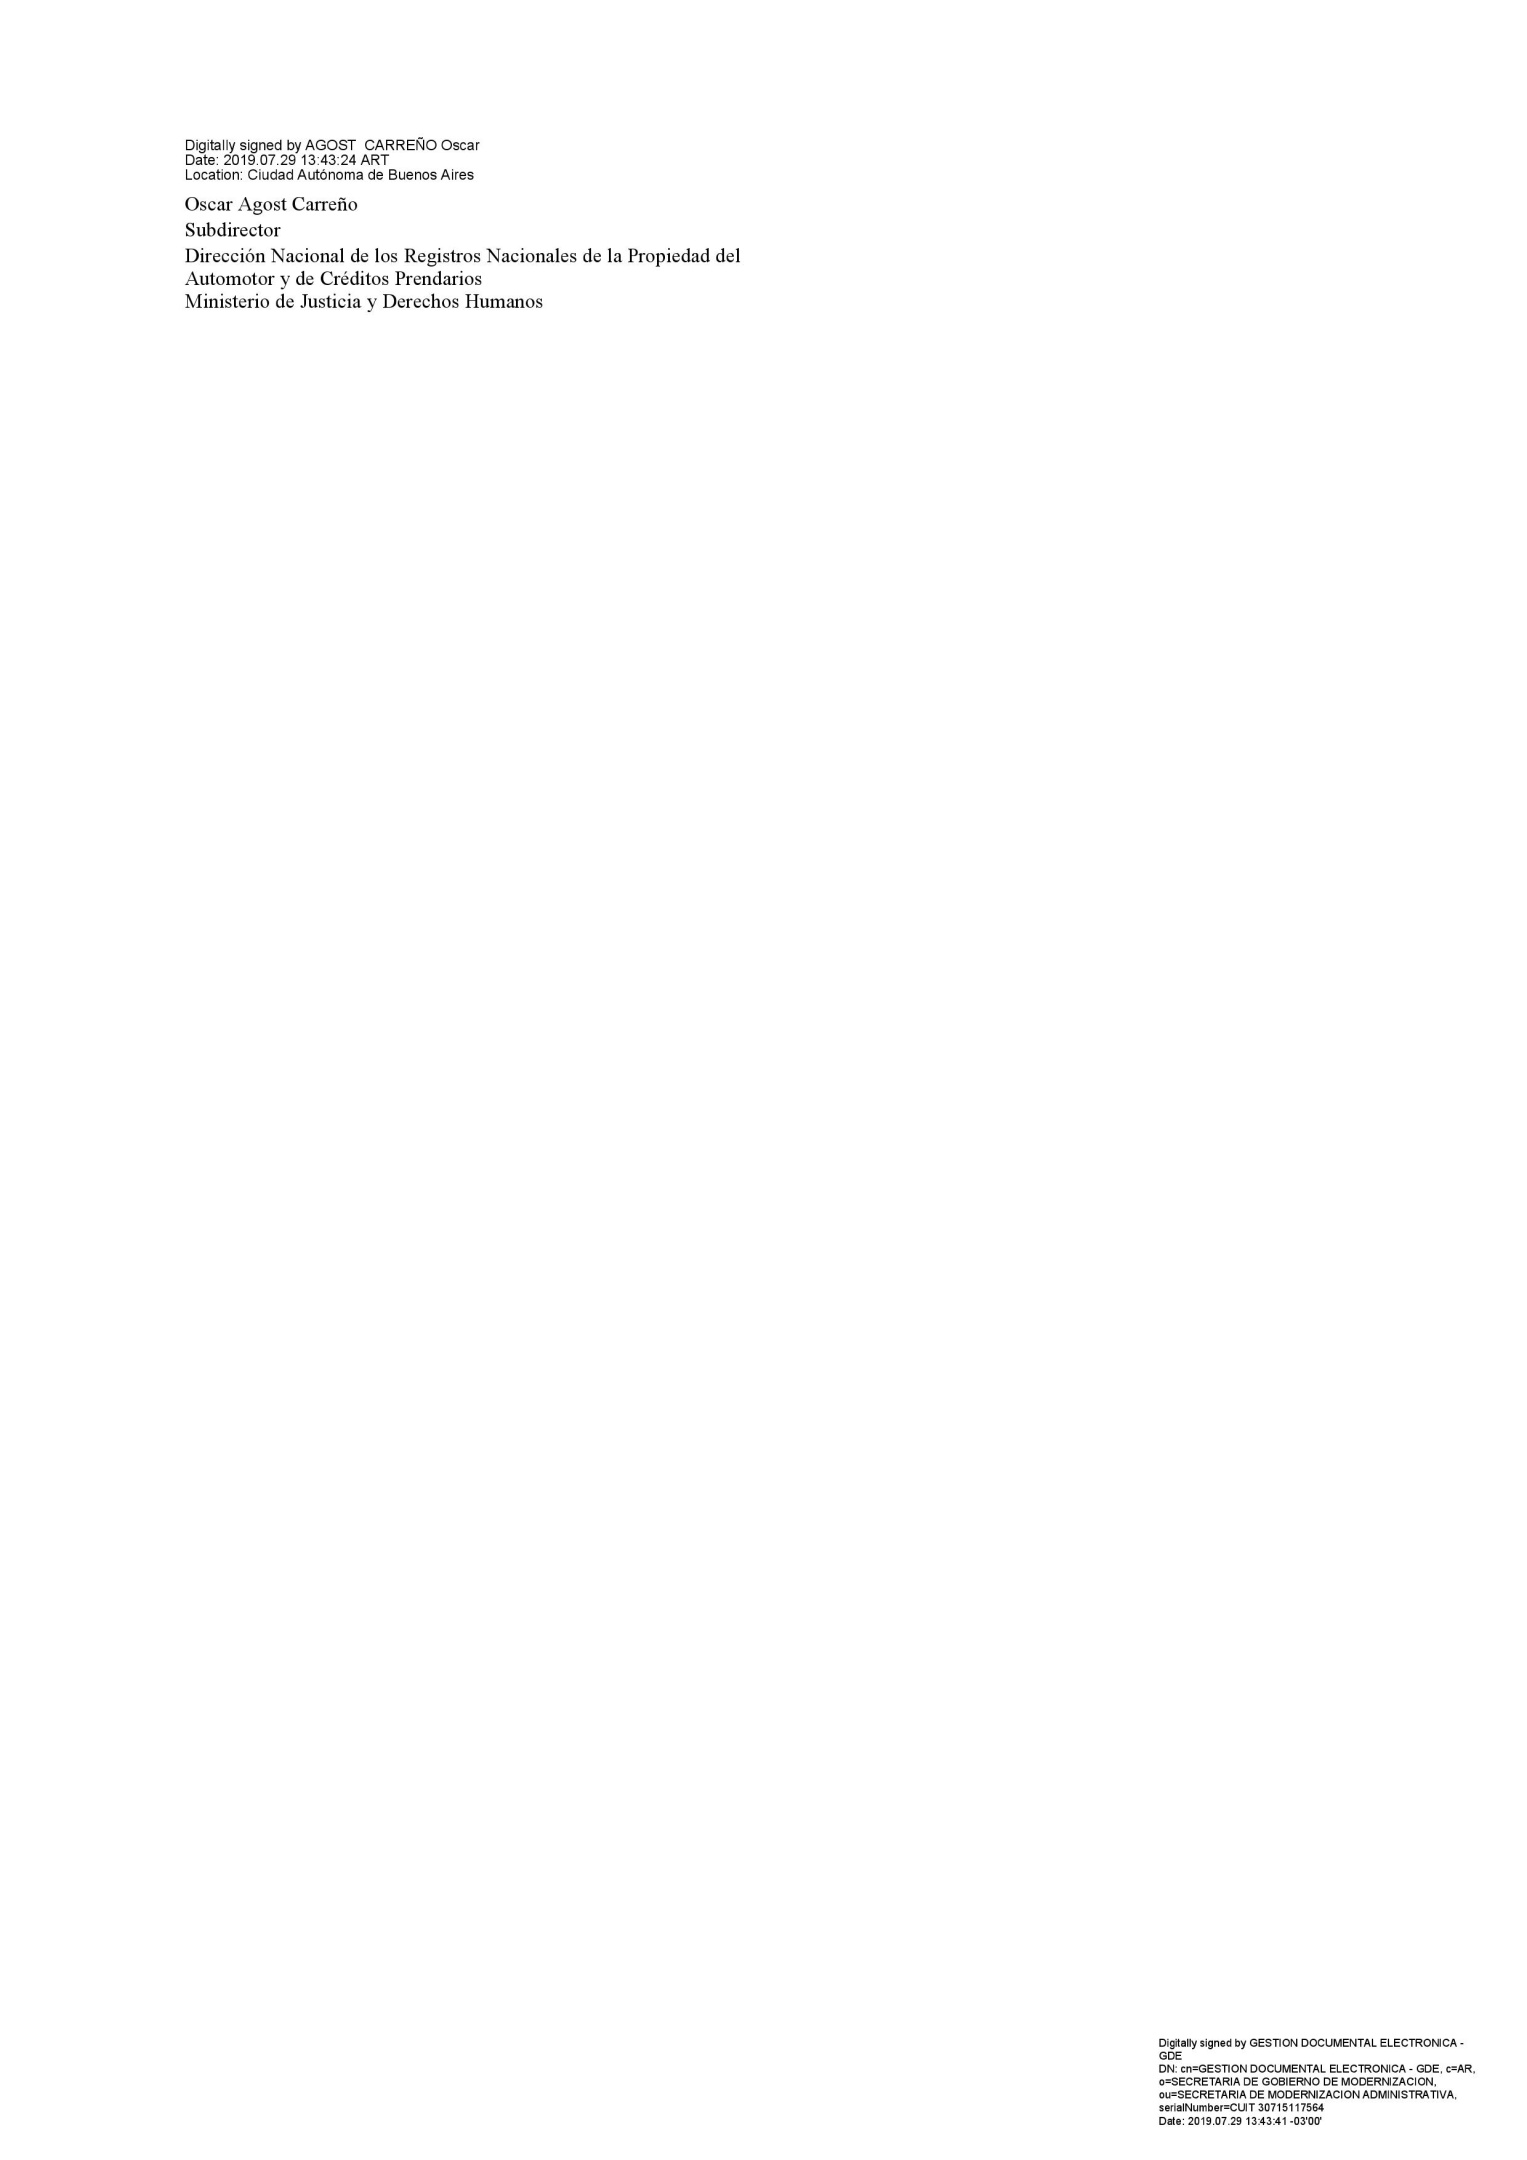 Digitally signed by AGOST  CARREÑO Oscar
Date: 2019.07.29 13:43:24 ART
Location: Ciudad Autónoma de Buenos Aires
Oscar Agost Carreño
Subdirector
Dirección Nacional de los Registros Nacionales de la Propiedad del
Automotor y de Créditos Prendarios
Ministerio de Justicia y Derechos Humanos
Digitally signed by GESTION DOCUMENTAL ELECTRONICA -
GDE
DN: cn=GESTION DOCUMENTAL ELECTRONICA - GDE, c=AR,
o=SECRETARIA DE GOBIERNO DE MODERNIZACION,
ou=SECRETARIA DE MODERNIZACION ADMINISTRATIVA,
serialNumber=CUIT 30715117564
Date: 2019.07.29 13:43:41 -03'00'